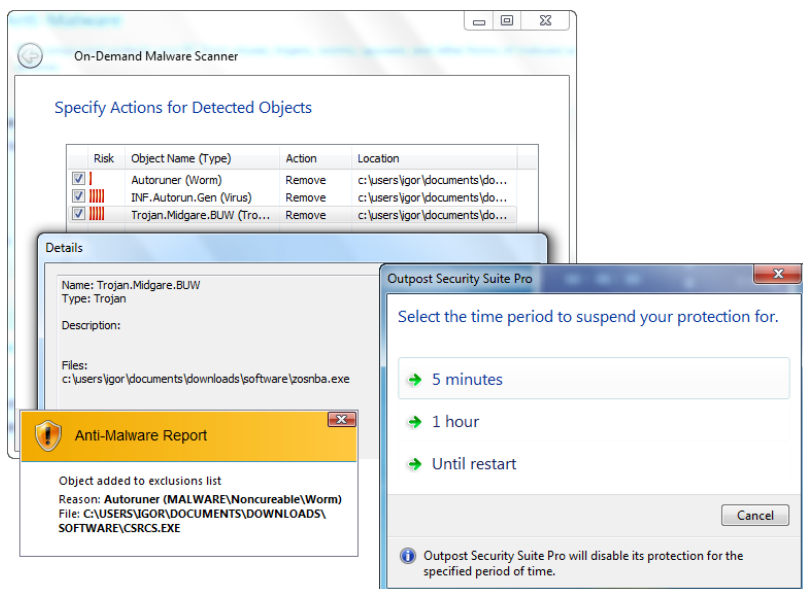 Anti-Malware
On-Demand Malware Scanner
Specify Actions for Detected Objects
Risk Object Name (Type) Action Location
Autoruner (Worm) Remove c:\users\igor\documents\do...
INF.Autorun.Gen (Virus) Remove c:\users\igor\documents\do...
Trojan.Midgare.BUW (Tro... Remove c:\users\igor\documents\do...
Details
Name: Trojan.Midgare.BUW
Type: Trojan
Description:
Files:
c:\users\igor\documents\downloads\software\zosnba.exe
Anti-Malware Report
Object added to exclusions list
Reason: Autoruner (MALWARE\Noncureable\Worm)
File: C:\USERS\IGOR\DOCUMENTS\DOWNLOADS\
SOFTWARE\CSRCS.EXE
Outpost Security Suite Pro
Select the time period to suspend your protection for.
5 minutes
1 hour
Until restart
Cancel
Outpost Security Suite Pro will disable its protection for the
specified period of time.